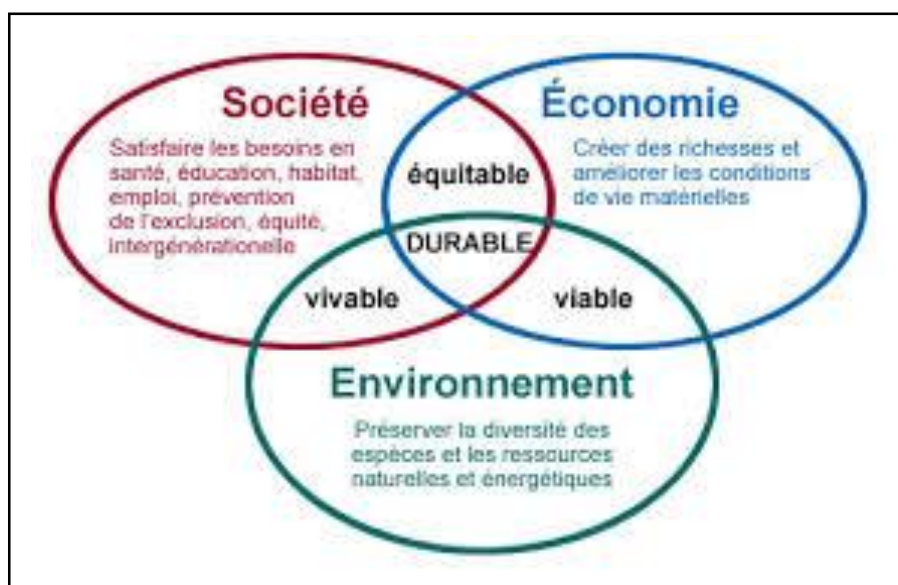 Société
Satisfaire les besoins en
santé, éducation, habitat,
emploi, prévention
de l'exclusion, équité,
intergénérationelle
Économie
Créer des richesses et
améliorer les conditions
de vie matérielles
équitable
DURABLE
vivable
viable
Environnement
Préserver la diversité des
espèces et les ressources
naturelles et énergétiques